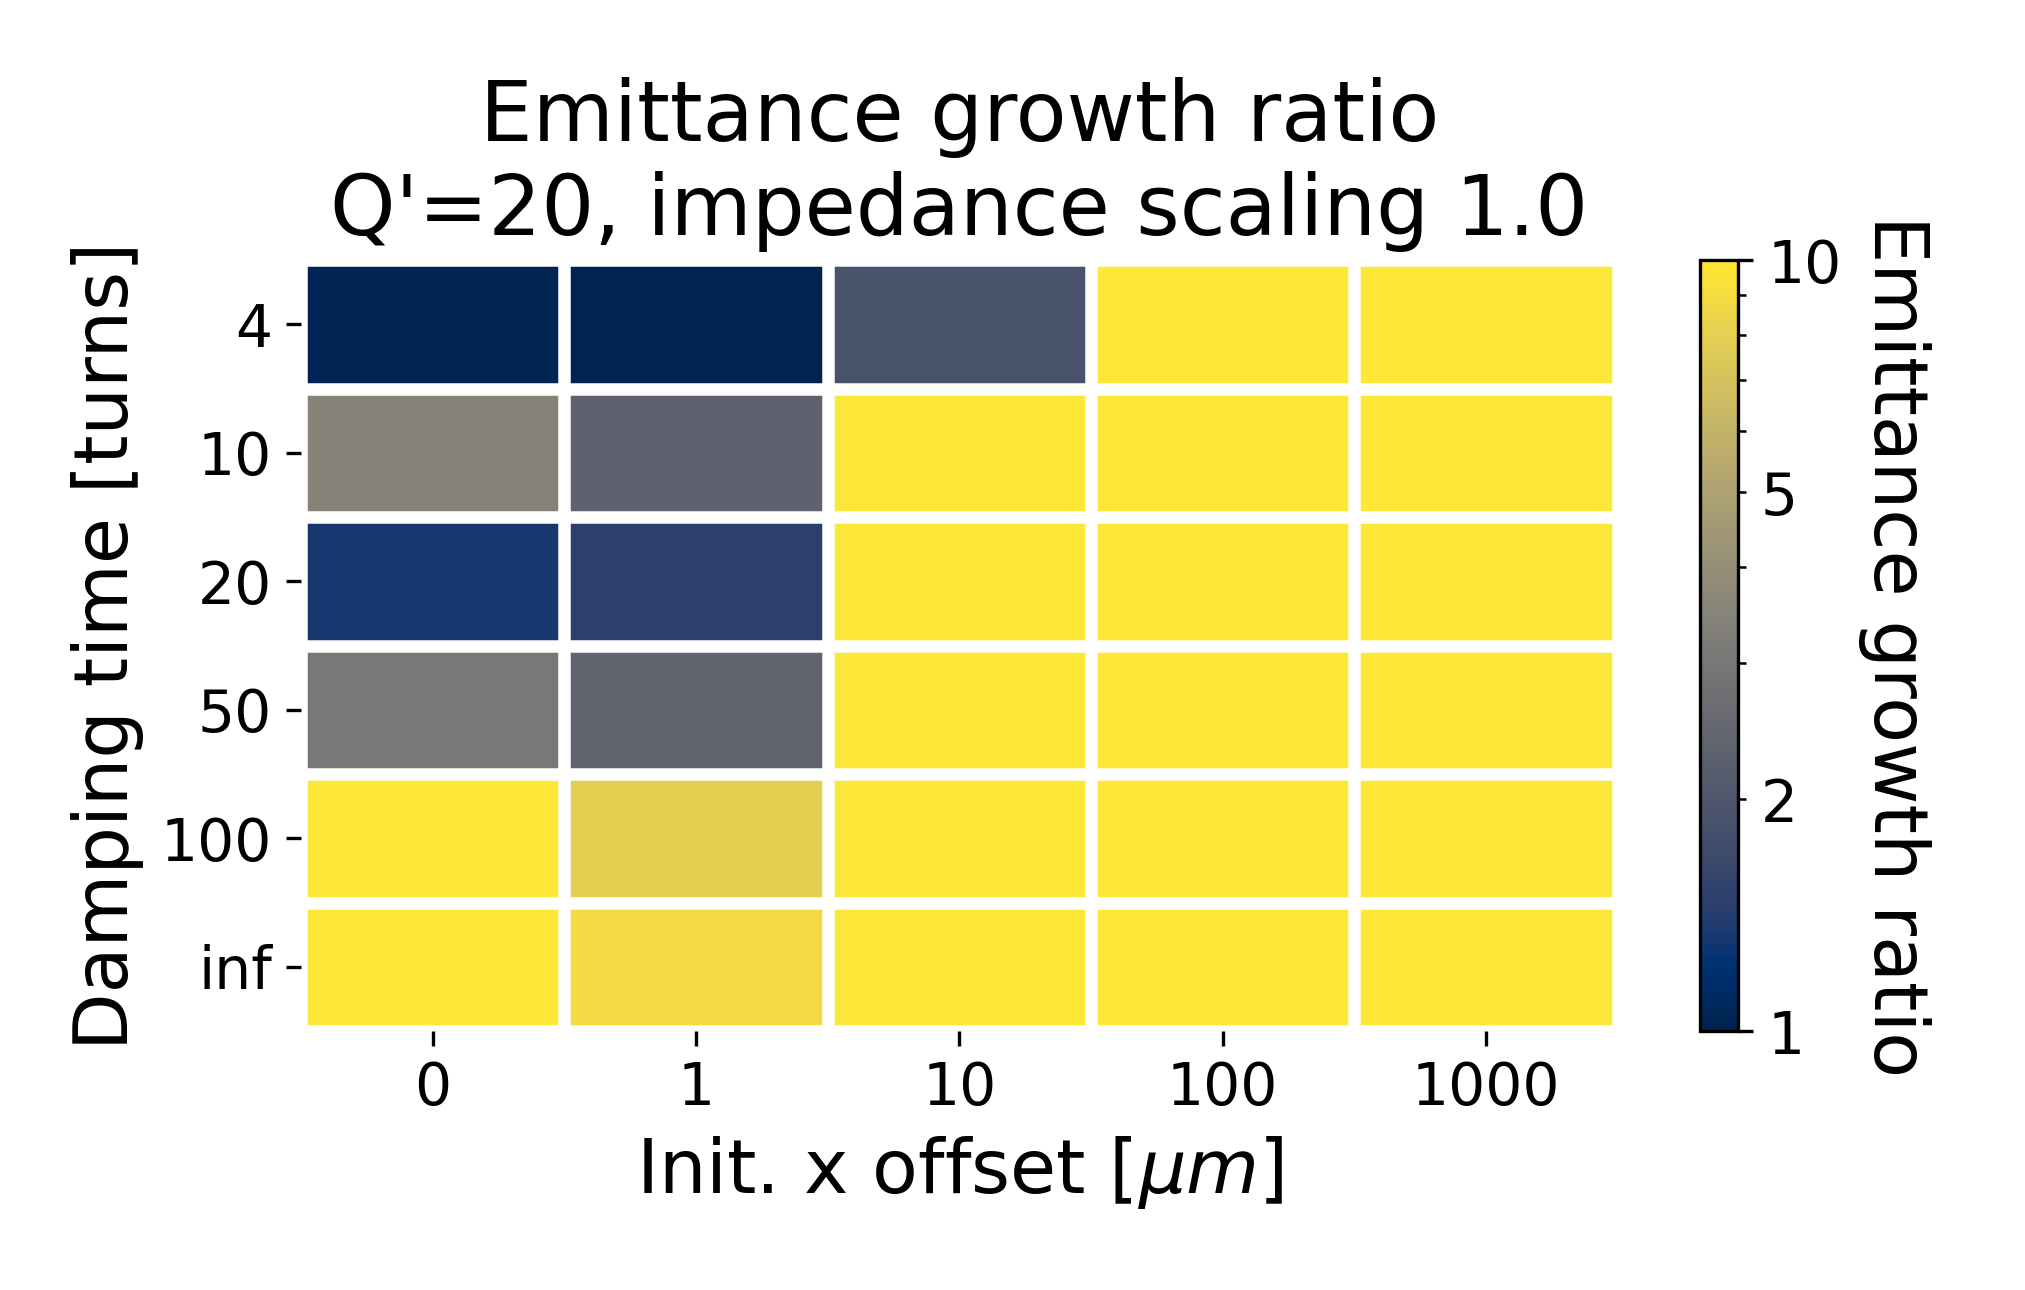 Emittance growth ratio
Q'=20, impedance scaling 1.0
Damping time [turns]
4
10
20
50
100
inf
0
1
10
100
1000
Init. x offset [μm]
10
5
2
1
Emittance growth ratio